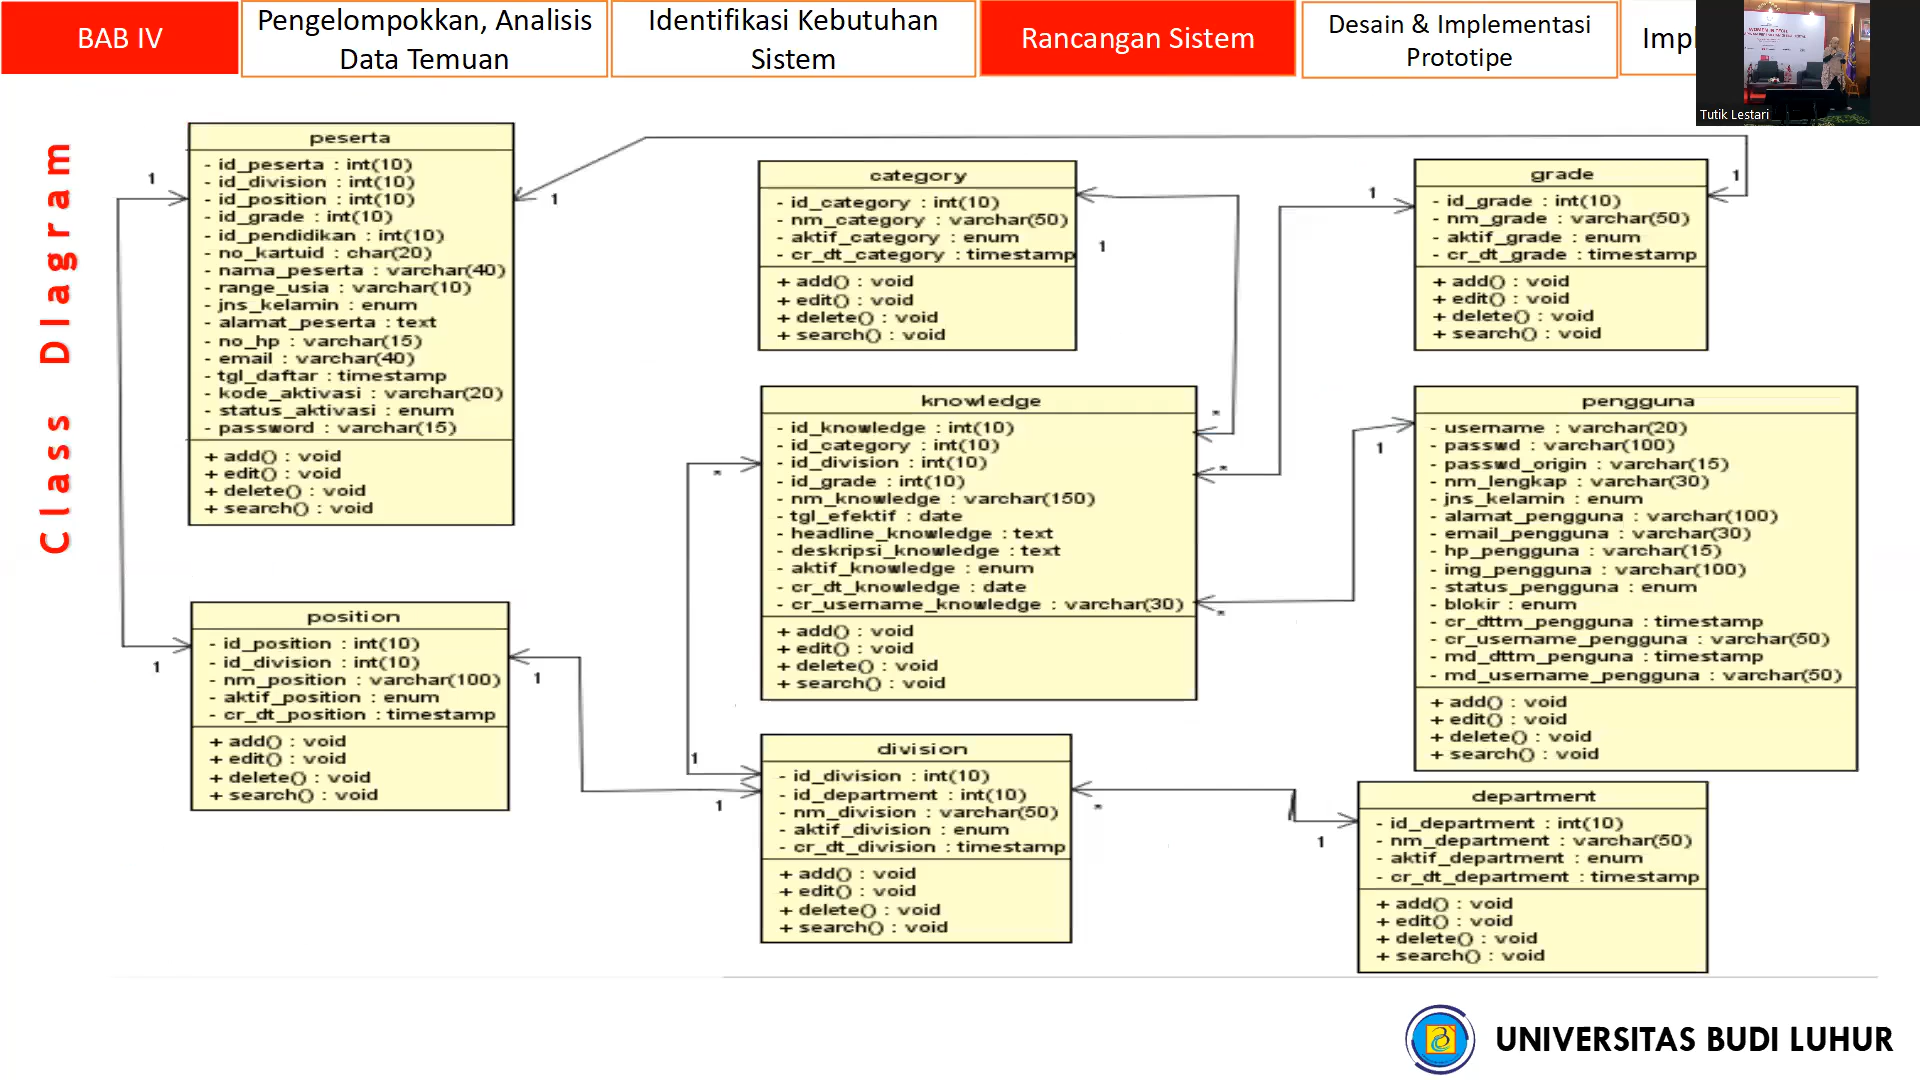 BAB IV
Pengelompokkan, Analisis
Data Temuan
Identifikasi Kebutuhan
Sistem
Rancangan Sistem
Desain & Implementasi
Prototipe
Impl
Tutik Lestari
Class DIagram
peserta
- id_peserta : int(10)
- id_division : int(10)
- id_position : int(10)
- id_grade : int(10)
- id_pendidikan : int(10)
- no_kartuid : char(20)
- nama_peserta : varchar(40)
- range_usia : varchar(10)
- jns_kelamin : enum
- alamat_peserta : text
- no_hp : varchar(15)
- email : varchar(40)
- tgl_daftar : timestamp
- kode_aktivasi : varchar(20)
- status_aktivasi : enum
- password : varchar(15)
+ add() : void
+ edit() : void
+ delete() : void
+ search() : void
1
1
category
- id_category : int(10)
- nm_category : varchar(50)
- aktif_category : enum
- cr_dt_category : timestamp
+ add() : void
+ edit() : void
+ delete() : void
+ search() : void
1
grade
- id_grade : int(10)
- nm_grade : varchar(50)
- aktif_grade : enum
- cr_dt_grade : timestamp
+ add() : void
+ edit() : void
+ delete() : void
+ search() : void
1
1
knowledge
- id_knowledge : int(10)
- id_category : int(10)
- id_division : int(10)
- id_grade : int(10)
- nm_knowledge : varchar(150)
- tgl_efektif : date
- headline_knowledge : text
- deskripsi_knowledge : text
- aktif_knowledge : enum
- cr_dt_knowledge : date
- cr_username_knowledge : varchar(30)
+ add() : void
+ edit() : void
+ delete() : void
+ search() : void
*
*
*
*
pengguna
- username : varchar(20)
- passwd : varchar(100)
- passwd_origin : varchar(15)
- nm_lengkap : varchar(30)
- jns_kelamin : enum
- alamat_pengguna : varchar(100)
- email_pengguna : varchar(30)
- hp_pengguna : varchar(15)
- img_pengguna : varchar(100)
- status_pengguna : enum
- blokir : enum
- cr_dttm_pengguna : timestamp
- cr_username_pengguna : varchar(50)
- md_dttm_penguna : timestamp
- md_username_pengguna : varchar(50)
+ add() : void
+ edit() : void
+ delete() : void
+ search() : void
1
position
- id_position : int(10)
- id_division : int(10)
- nm_position : varchar(100)
- aktif_position : enum
- cr_dt_position : timestamp
+ add() : void
+ edit() : void
+ delete() : void
+ search() : void
1
1
division
- id_division : int(10)
- id_department : int(10)
- nm_division : varchar(50)
- aktif_division : enum
- cr_dt_division : timestamp
+ add() : void
+ edit() : void
+ delete() : void
+ search() : void
1
1
*
department
- id_department : int(10)
- nm_department : varchar(50)
- aktif_department : enum
- cr_dt_department : timestamp
+ add() : void
+ edit() : void
+ delete() : void
+ search() : void
1
UNIVERSITAS BUDI LUHUR